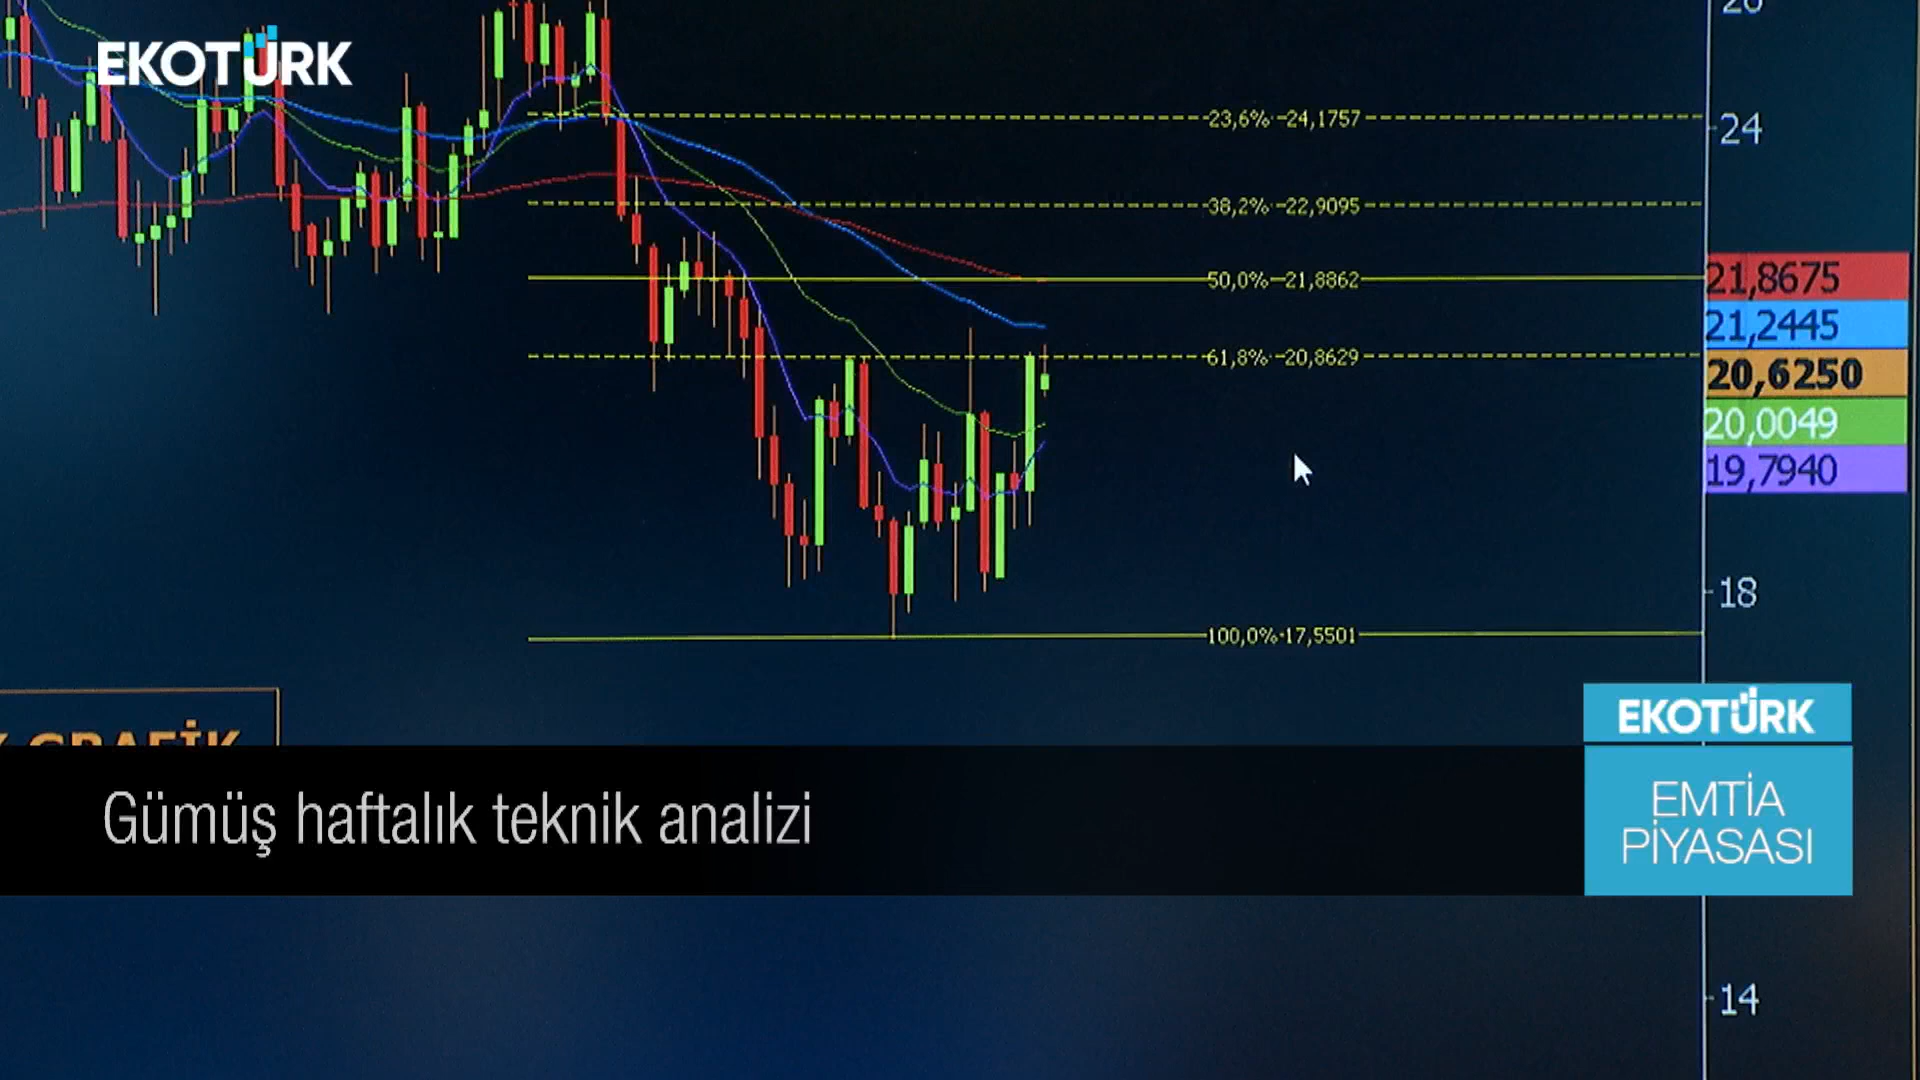 EKOTÜRK
23,6% 24,1757
24
38,2% 22,9095
50,0% 21,8862
21,8675
21,2445
61,8% 20,8629
20,6250
20,0049
19,7940
18
100,0% 17,5501
GRAFİK
EKOTÜRK
Gümüş haftalık teknik analizi
EMTİA
PİYASASI
14